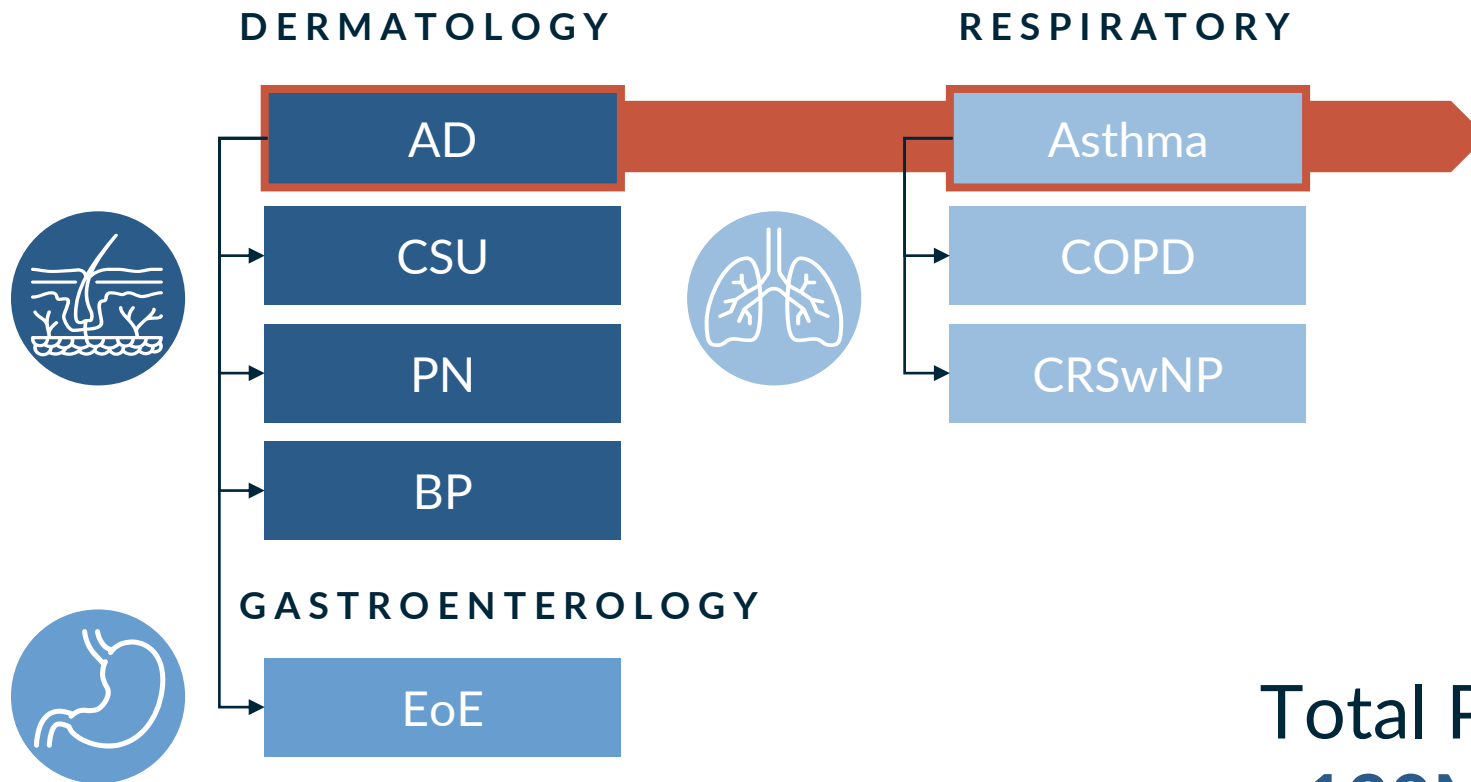 DERMATOLOGY
AD
CSU
PN
BP
GASTROENTEROLOGY
EoE
RESPIRATORY
Asthma
COPD
CRSwNP
Total